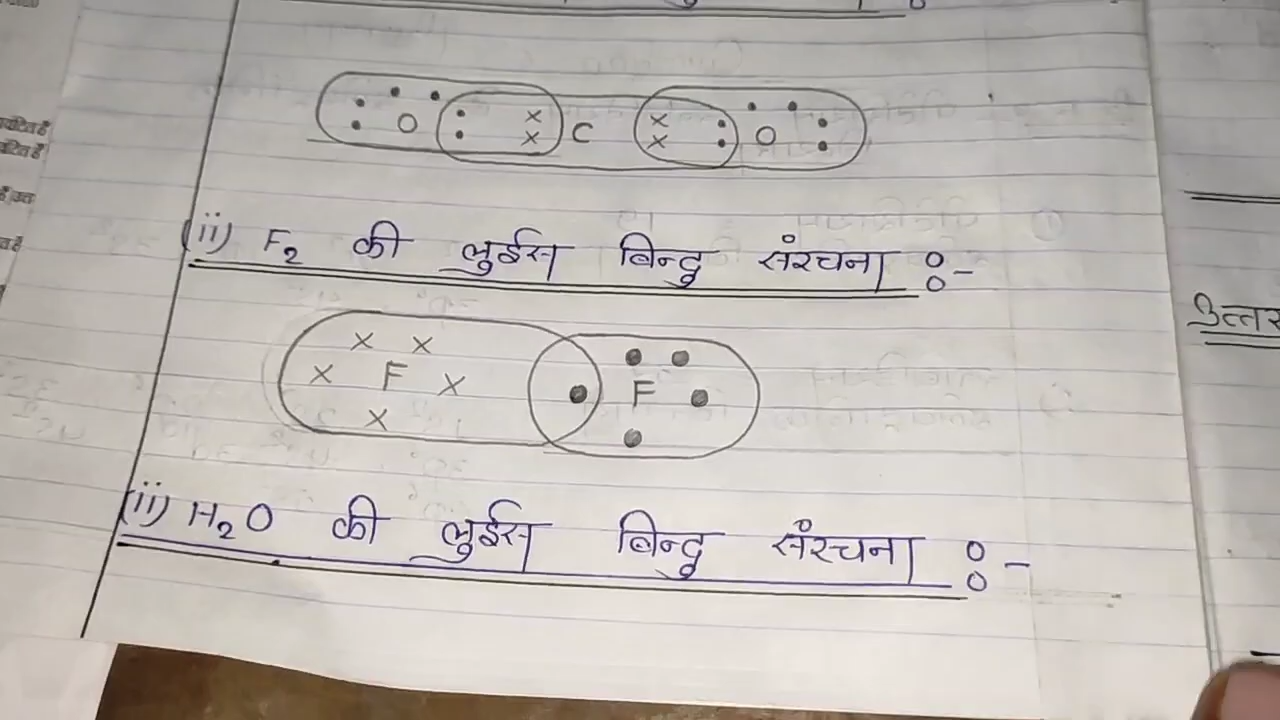 O C O
(ii) F2 की लुईस बिन्दु संरचना :-
F F
(ii) H2O की लुईस बिन्दु संरचना :-